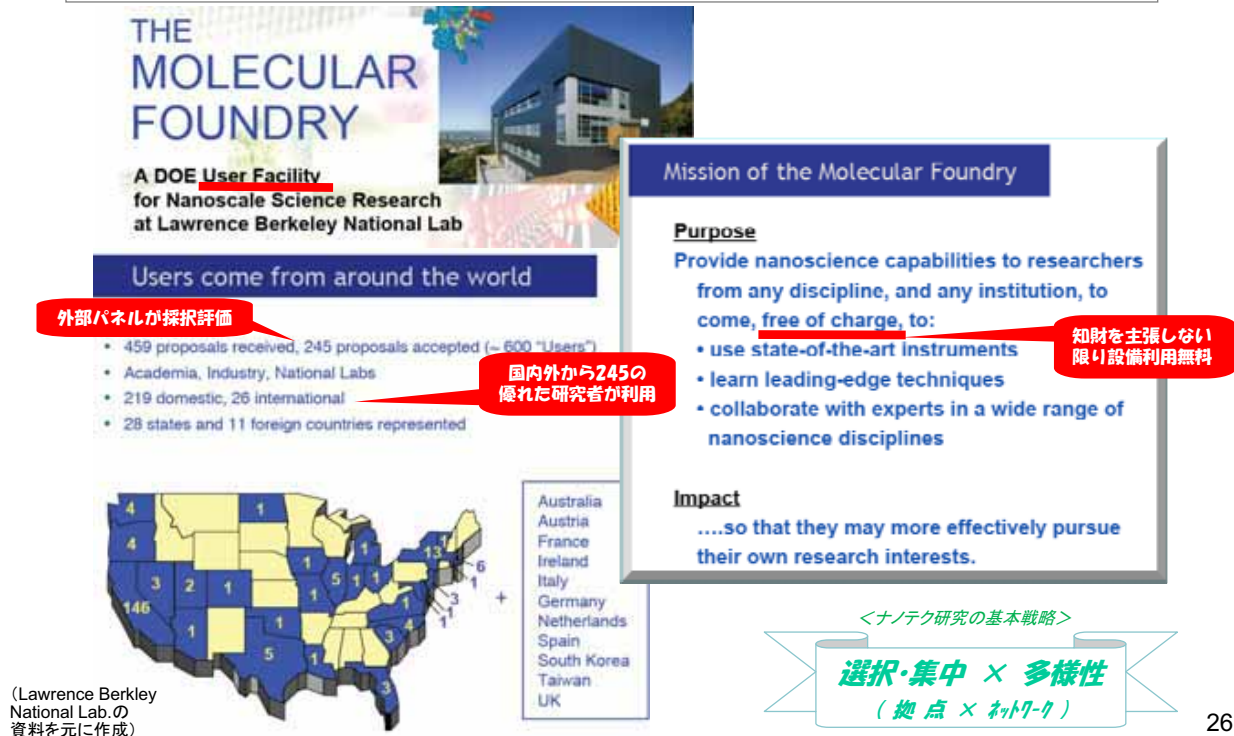 THE
MOLECULAR
FOUNDRY
A DOE User Facility
for Nanoscale Science Research
at Lawrence Berkeley National Lab
Users come from around the world
外部パネルが採択評価
• 459 proposals received, 245 proposals accepted (~ 600 "Users")
• Academia, Industry, National Labs
• 219 domestic, 26 international
• 28 states and 11 foreign countries represented
国内外から245の
優れた研究者が利用
4
4
146
3
2
1
1
1
1
5
1
1
5
1
1
1
1
13
1
6
1
3
1
1
1
4
3
3
+
Australia
Austria
France
Ireland
Italy
Germany
Netherlands
Spain
South Korea
Taiwan
UK
Mission of the Molecular Foundry
Purpose
Provide nanoscience capabilities to researchers
from any discipline, and any institution, to
come, free of charge, to:
• use state-of-the-art instruments
• learn leading-edge techniques
• collaborate with experts in a wide range of
nanoscience disciplines
知財を主張しない
限り設備利用無料
Impact
....so that they may more effectively pursue
their own research interests.
<ナノテク研究の基本戦略>
選択・集中 × 多様性
( 拠 点 × ネットワーク )
(Lawrence Berkley
National Lab.の
資料を元に作成)
26